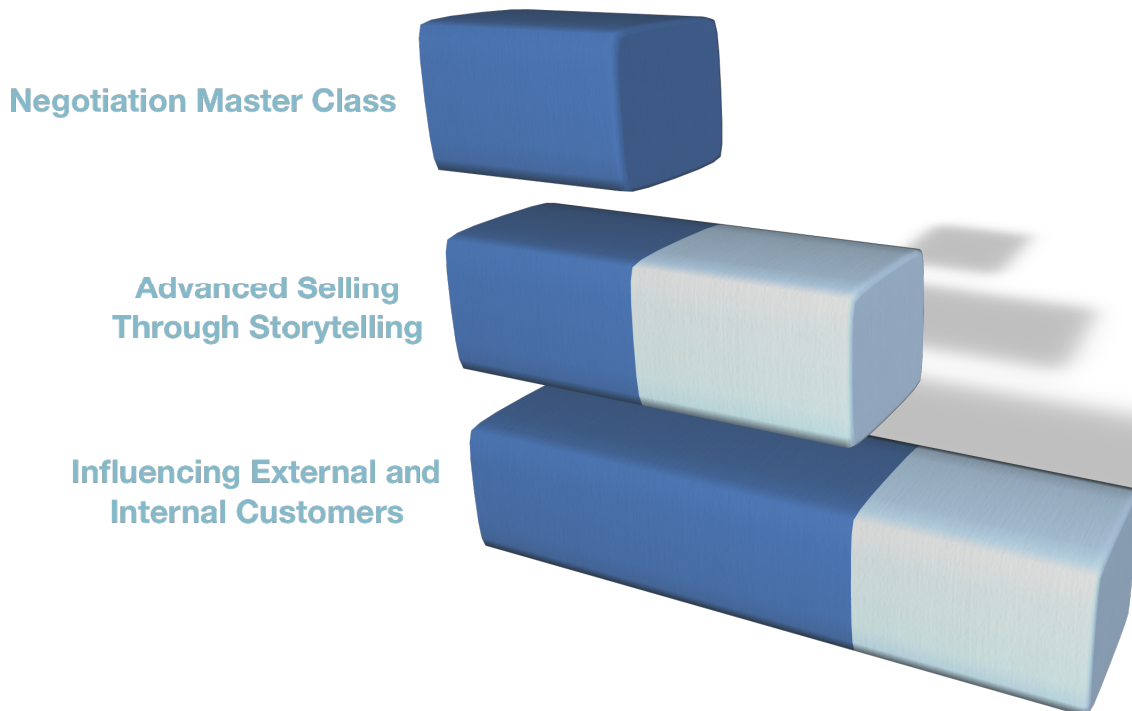 Negotiation Master Class
Advanced Selling
Through Storytelling
Influencing External and
Internal Customers